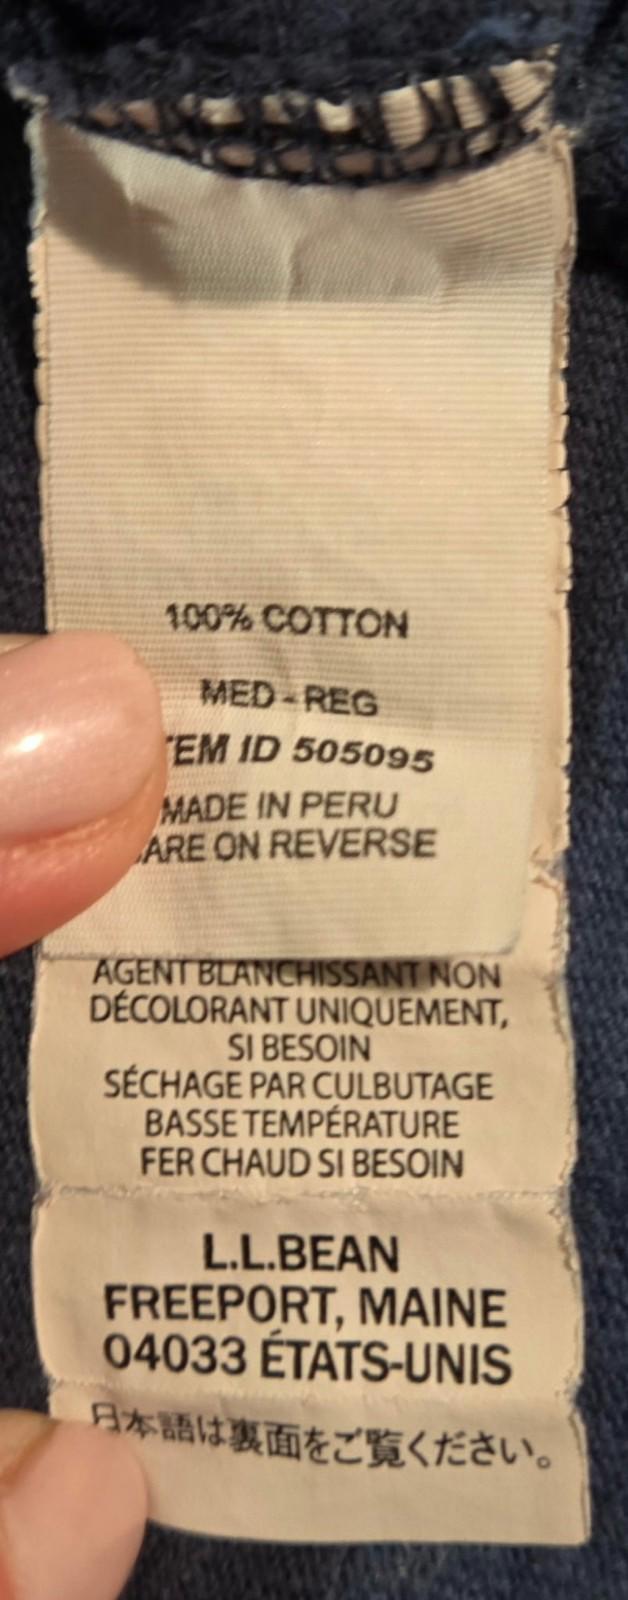 100% COTTON
MED - REG
TEM ID 505095
MADE IN PERU
ARE ON REVERSE
AGENT BLANCHISSANT NON
DÉCOLORANT UNIQUEMENT,
SI BESOIN
SÉCHAGE PAR CULBUTAGE
BASSE TEMPÉRATURE
FER CHAUD SI BESOIN
L.L.BEAN
FREEPORT, MAINE
04033 ÉTATS-UNIS
日本語は裏面をご覧ください。